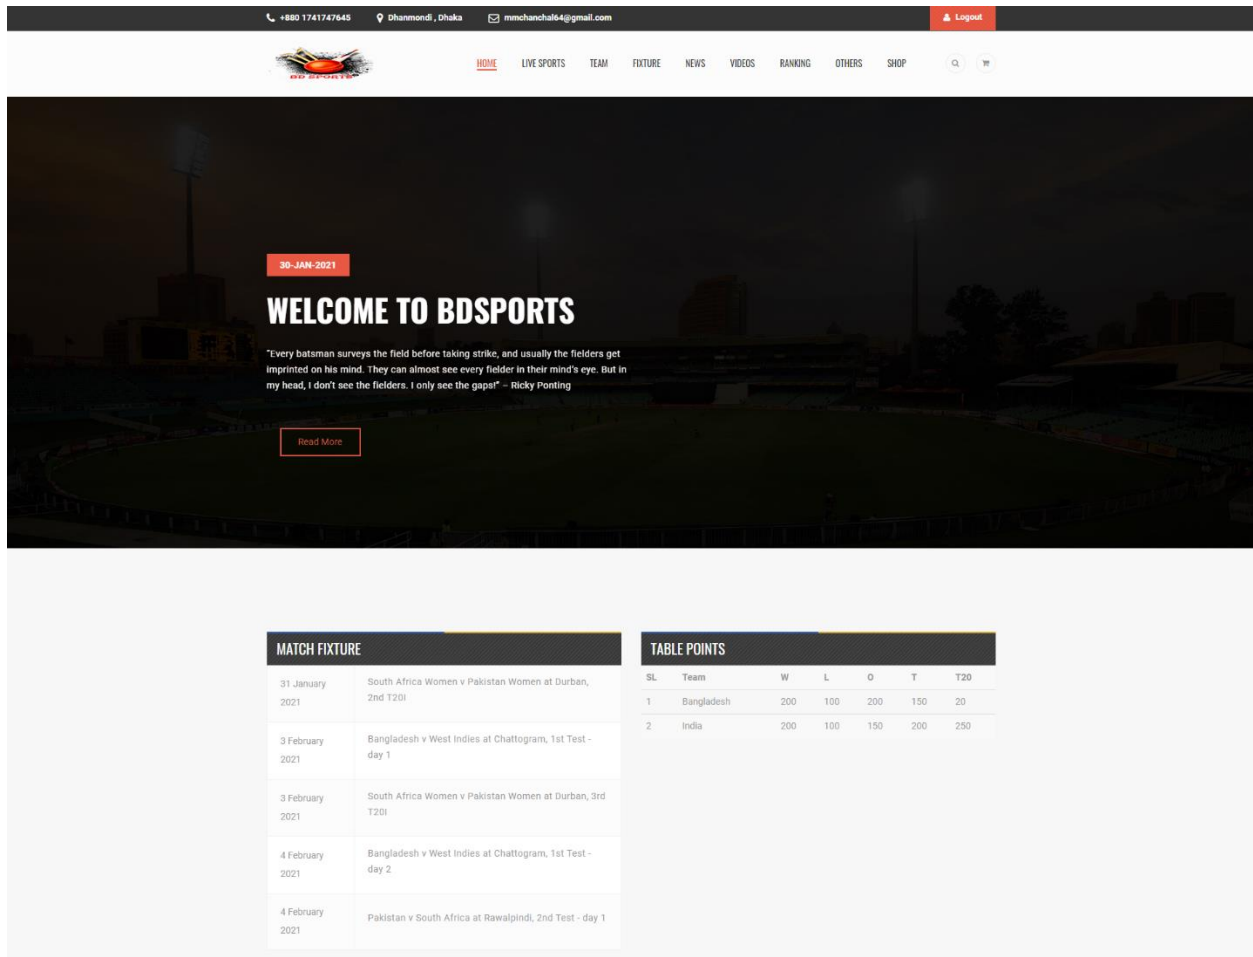 +880 1741747645 Dhanmondi , Dhaka mmchanchal64@gmail.com Logout
BD SPORTS
HOME LIVE SPORTS TEAM FIXTURE NEWS VIDEOS RANKING OTHERS SHOP
30-JAN-2021
WELCOME TO BDSPORTS
"Every batsman surveys the field before taking strike, and usually the fielders get
imprinted on his mind. They can almost see every fielder in their mind's eye. But in
my head, I don't see the fielders. I only see the gaps!" – Ricky Ponting
Read More
MATCH FIXTURE
31 January
2021
South Africa Women v Pakistan Women at Durban,
2nd T20I
3 February
2021
Bangladesh v West Indies at Chattogram, 1st Test -
day 1
3 February
2021
South Africa Women v Pakistan Women at Durban, 3rd
T20I
4 February
2021
Bangladesh v West Indies at Chattogram, 1st Test -
day 2
4 February
2021
Pakistan v South Africa at Rawalpindi, 2nd Test - day 1
TABLE POINTS
SL Team W L O T T20
1 Bangladesh 200 100 200 150 20
2 India 200 100 150 200 250